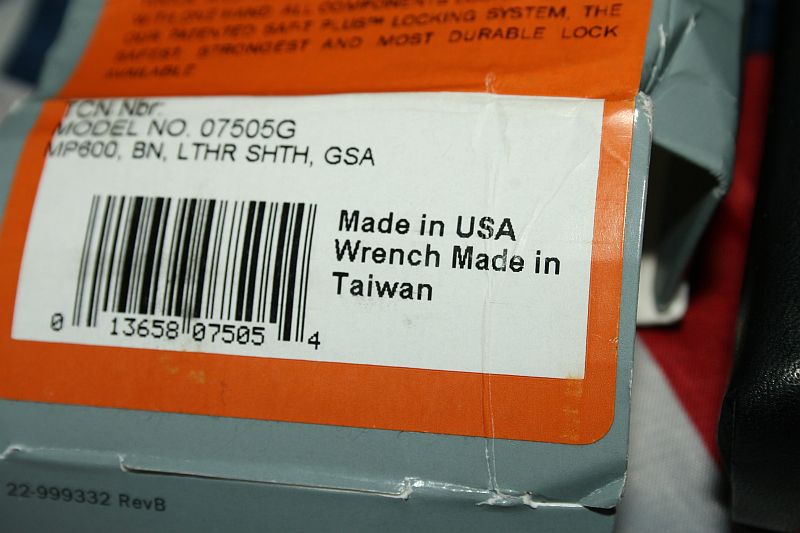 WITH ONE HAND. ALL COMPONENTS
OUR PATENTED SAF.T PLUS™ LOCKING SYSTEM, THE
SAFEST, STRONGEST AND MOST DURABLE LOCK
AVAILABLE.
TCN Nbr:
MODEL NO. 07505G
MP600, BN, LTHR SHTH, GSA
Made in USA
Wrench Made in
Taiwan
0 13658 07505 4
22-999332 RevB